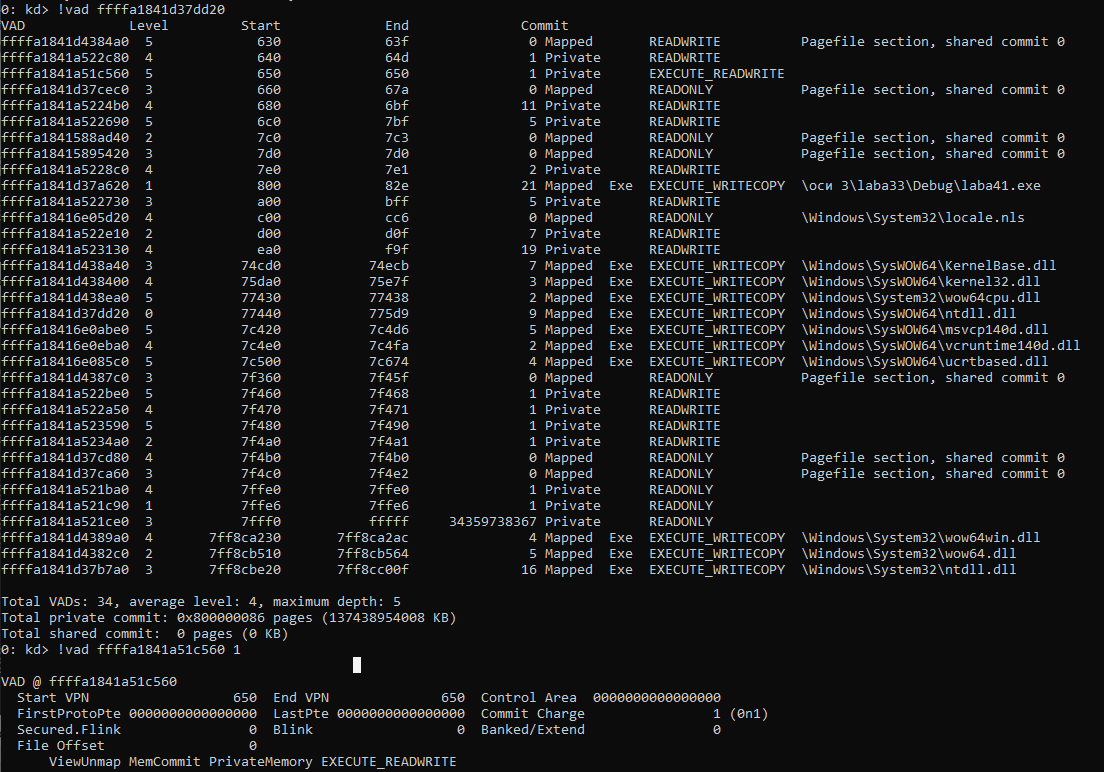 0: kd> !vad ffffa1841d37dd20
VAD Level Start End Commit
ffffa1841d4384a0 5 630 63f 0 Mapped READWRITE Pagefile section, shared commit 0
ffffa1841a522c80 4 640 64d 1 Private READWRITE
ffffa1841a51c560 5 650 650 1 Private EXECUTE_READWRITE
ffffa1841d37cec0 3 660 67a 0 Mapped READONLY Pagefile section, shared commit 0
ffffa1841a5224b0 4 680 6bf 11 Private READWRITE
ffffa1841a522690 5 6c0 7bf 5 Private READWRITE
ffffa1841588ad40 2 7c0 7c3 0 Mapped READONLY Pagefile section, shared commit 0
ffffa18415895420 3 7d0 7d0 0 Mapped READONLY Pagefile section, shared commit 0
ffffa1841a5228c0 4 7e0 7e1 2 Private READWRITE
ffffa1841d37a620 1 800 82e 21 Mapped Exe EXECUTE_WRITECOPY \оси 3\laba33\Debug\laba41.exe
ffffa1841a522730 3 a00 bff 5 Private READWRITE
ffffa18416e05d20 4 c00 cc6 0 Mapped READONLY \Windows\System32\locale.nls
ffffa1841a522e10 2 d00 d0f 7 Private READWRITE
ffffa1841a523130 4 ea0 f9f 19 Private READWRITE
ffffa1841d438a40 3 74cd0 74ecb 7 Mapped Exe EXECUTE_WRITECOPY \Windows\SysWOW64\KernelBase.dll
ffffa1841d438400 4 75da0 75e7f 3 Mapped Exe EXECUTE_WRITECOPY \Windows\SysWOW64\kernel32.dll
ffffa1841d438ea0 5 77430 77438 2 Mapped Exe EXECUTE_WRITECOPY \Windows\System32\wow64cpu.dll
ffffa1841d37dd20 0 77440 775d9 9 Mapped Exe EXECUTE_WRITECOPY \Windows\SysWOW64\ntdll.dll
ffffa18416e0abe0 5 7c420 7c4d6 5 Mapped Exe EXECUTE_WRITECOPY \Windows\SysWOW64\msvcp140d.dll
ffffa18416e0eba0 4 7c4e0 7c4fa 2 Mapped Exe EXECUTE_WRITECOPY \Windows\SysWOW64\vcruntime140d.dll
ffffa18416e085c0 5 7c500 7c674 4 Mapped Exe EXECUTE_WRITECOPY \Windows\SysWOW64\ucrtbased.dll
ffffa1841d4387c0 3 7f360 7f45f 0 Mapped READONLY Pagefile section, shared commit 0
ffffa1841a522be0 5 7f460 7f468 1 Private READWRITE
ffffa1841a522a50 4 7f470 7f471 1 Private READWRITE
ffffa1841a523590 5 7f480 7f490 1 Private READWRITE
ffffa1841a5234a0 2 7f4a0 7f4a1 1 Private READWRITE
ffffa1841d37cd80 4 7f4b0 7f4b0 0 Mapped READONLY Pagefile section, shared commit 0
ffffa1841d37ca60 3 7f4c0 7f4e2 0 Mapped READONLY Pagefile section, shared commit 0
ffffa1841a521ba0 4 7ffe0 7ffe0 1 Private READONLY
ffffa1841a521c90 1 7ffe6 7ffe6 1 Private READONLY
ffffa1841a521ce0 3 7fff0 fffff 34359738367 Private READONLY
ffffa1841d4389a0 4 7ff8ca230 7ff8ca2ac 4 Mapped Exe EXECUTE_WRITECOPY \Windows\System32\wow64win.dll
ffffa1841d4382c0 2 7ff8cb510 7ff8cb564 5 Mapped Exe EXECUTE_WRITECOPY \Windows\System32\wow64.dll
ffffa1841d37b7a0 3 7ff8cbe20 7ff8cc00f 16 Mapped Exe EXECUTE_WRITECOPY \Windows\System32\ntdll.dll
Total VADs: 34, average level: 4, maximum depth: 5
Total private commit: 0x800000086 pages (137438954008 KB)
Total shared commit: 0 pages (0 KB)
0: kd> !vad ffffa1841a51c560 1
VAD @ ffffa1841a51c560
Start VPN 650 End VPN 650 Control Area 0000000000000000
FirstProtoPte 0000000000000000 LastPte 0000000000000000 Commit Charge 1 (0n1)
Secured.Flink 0 Blink 0 Banked/Extend 0
File Offset 0
ViewUnmap MemCommit PrivateMemory EXECUTE_READWRITE